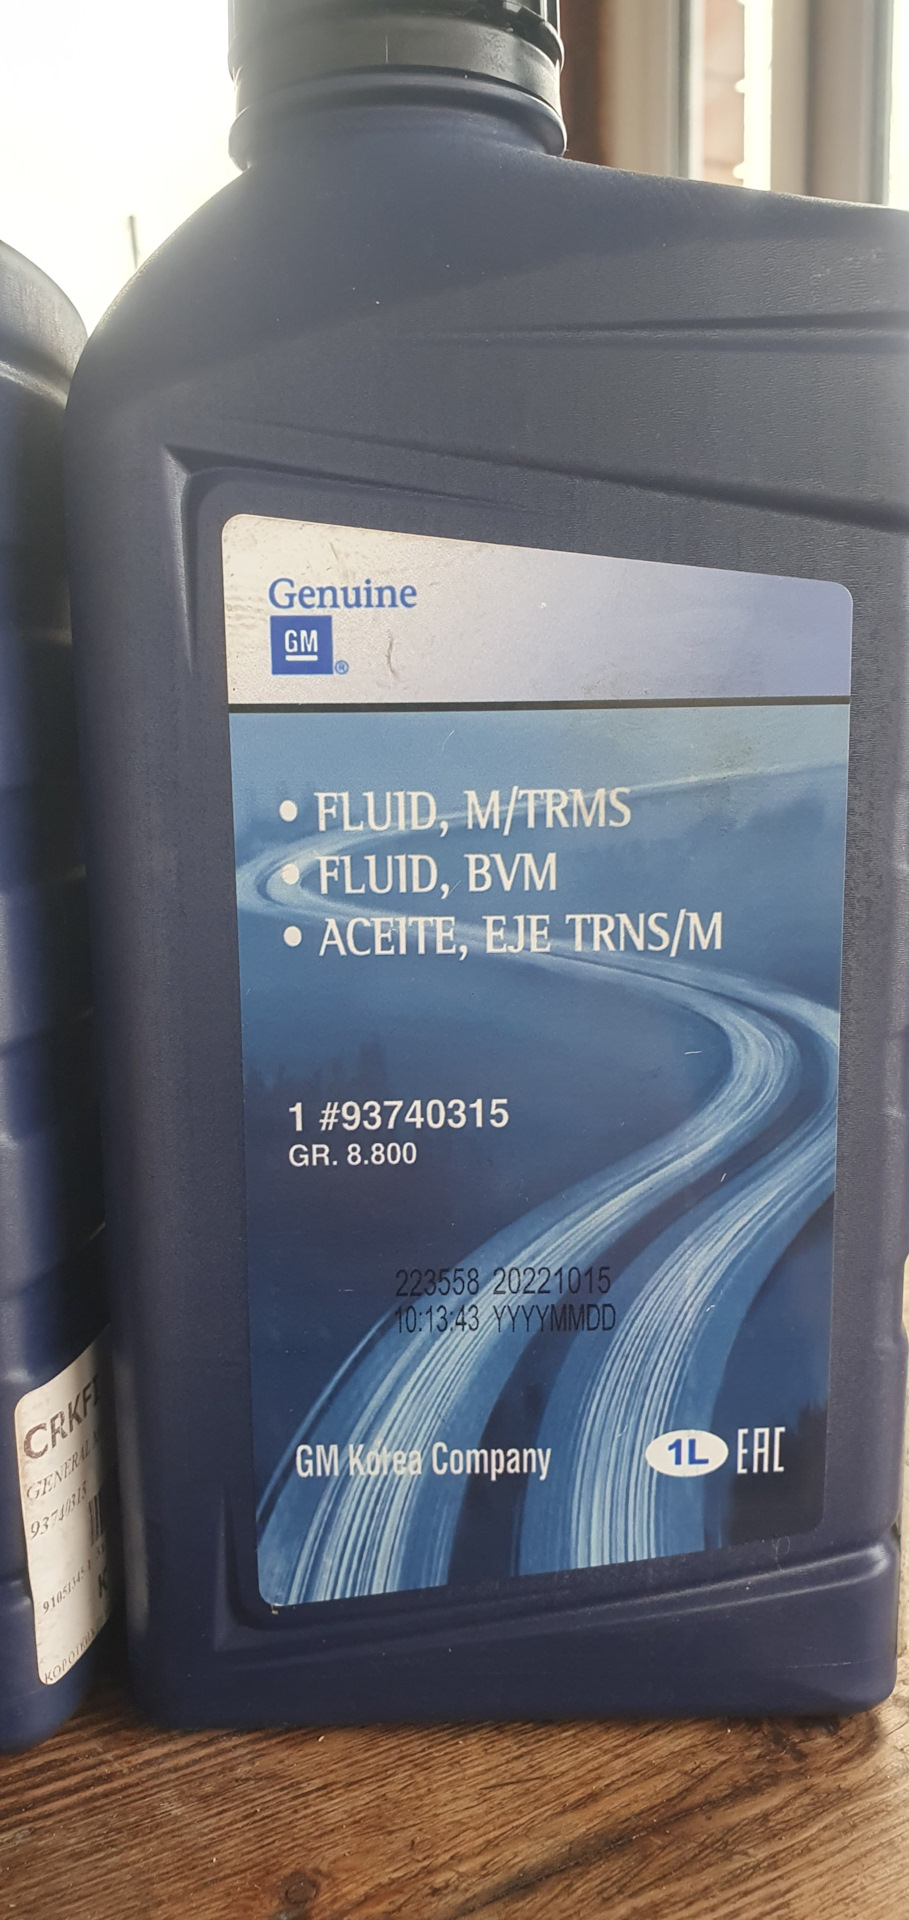 Genuine
GM ®
• FLUID, M/TRMS
• FLUID, BVM
• ACEITE, EJE TRNS/M
1 #93740315
GR. 8.800
223558 20221015
10:13:43 YYYYMMDD
GM Korea Company
1L EAC
CRKF
GENERAL